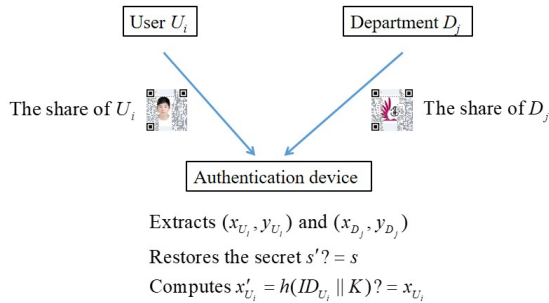 User U_i
Department D_j
The share of U_i
The share of D_j
Authentication device
Extracts (x_{U_i}, y_{U_i}) and (x_{D_j}, y_{D_j})
Restores the secret s'? = s
Computes x'_{U_i} = h(ID_{U_i} || K)? = x_{U_i}